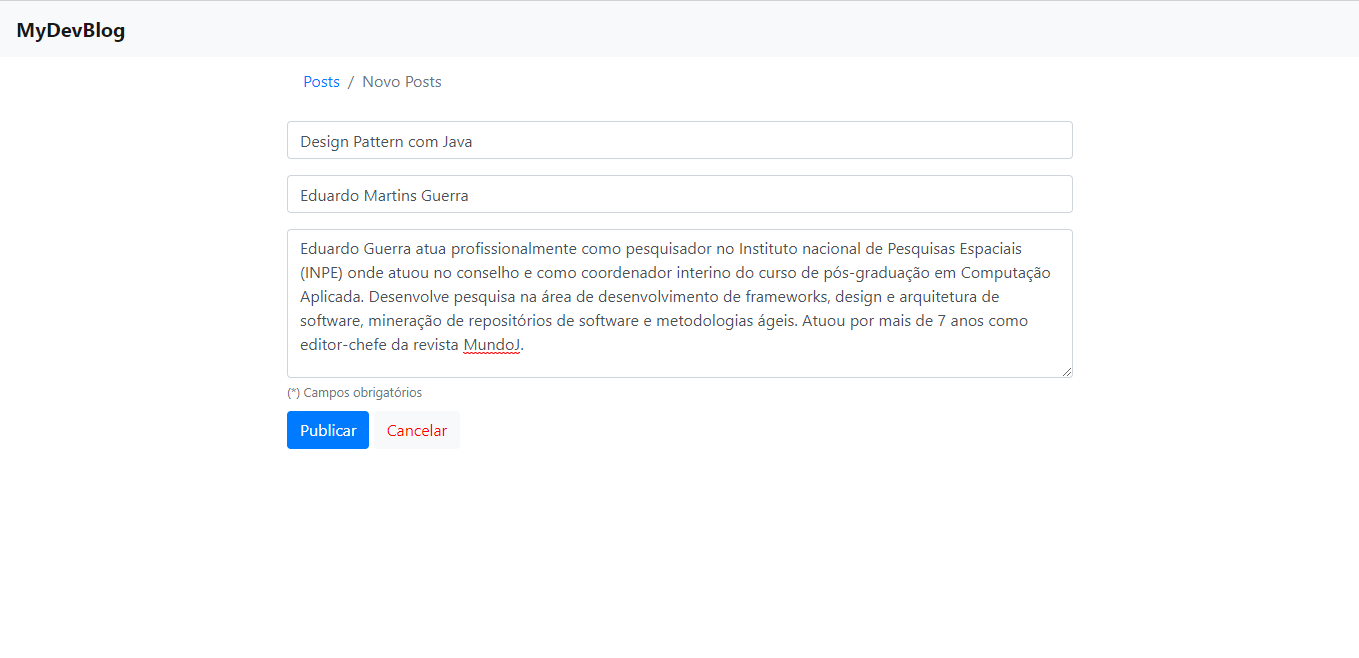 MyDevBlog
Posts / Novo Posts
Design Pattern com Java
Eduardo Martins Guerra
Eduardo Guerra atua profissionalmente como pesquisador no Instituto nacional de Pesquisas Espaciais
(INPE) onde atuou no conselho e como coordenador interino do curso de pós-graduação em Computação
Aplicada. Desenvolve pesquisa na área de desenvolvimento de frameworks, design e arquitetura de
software, mineração de repositórios de software e metodologias ágeis. Atuou por mais de 7 anos como
editor-chefe da revista MundoJ.
(*) Campos obrigatórios
Publicar Cancelar